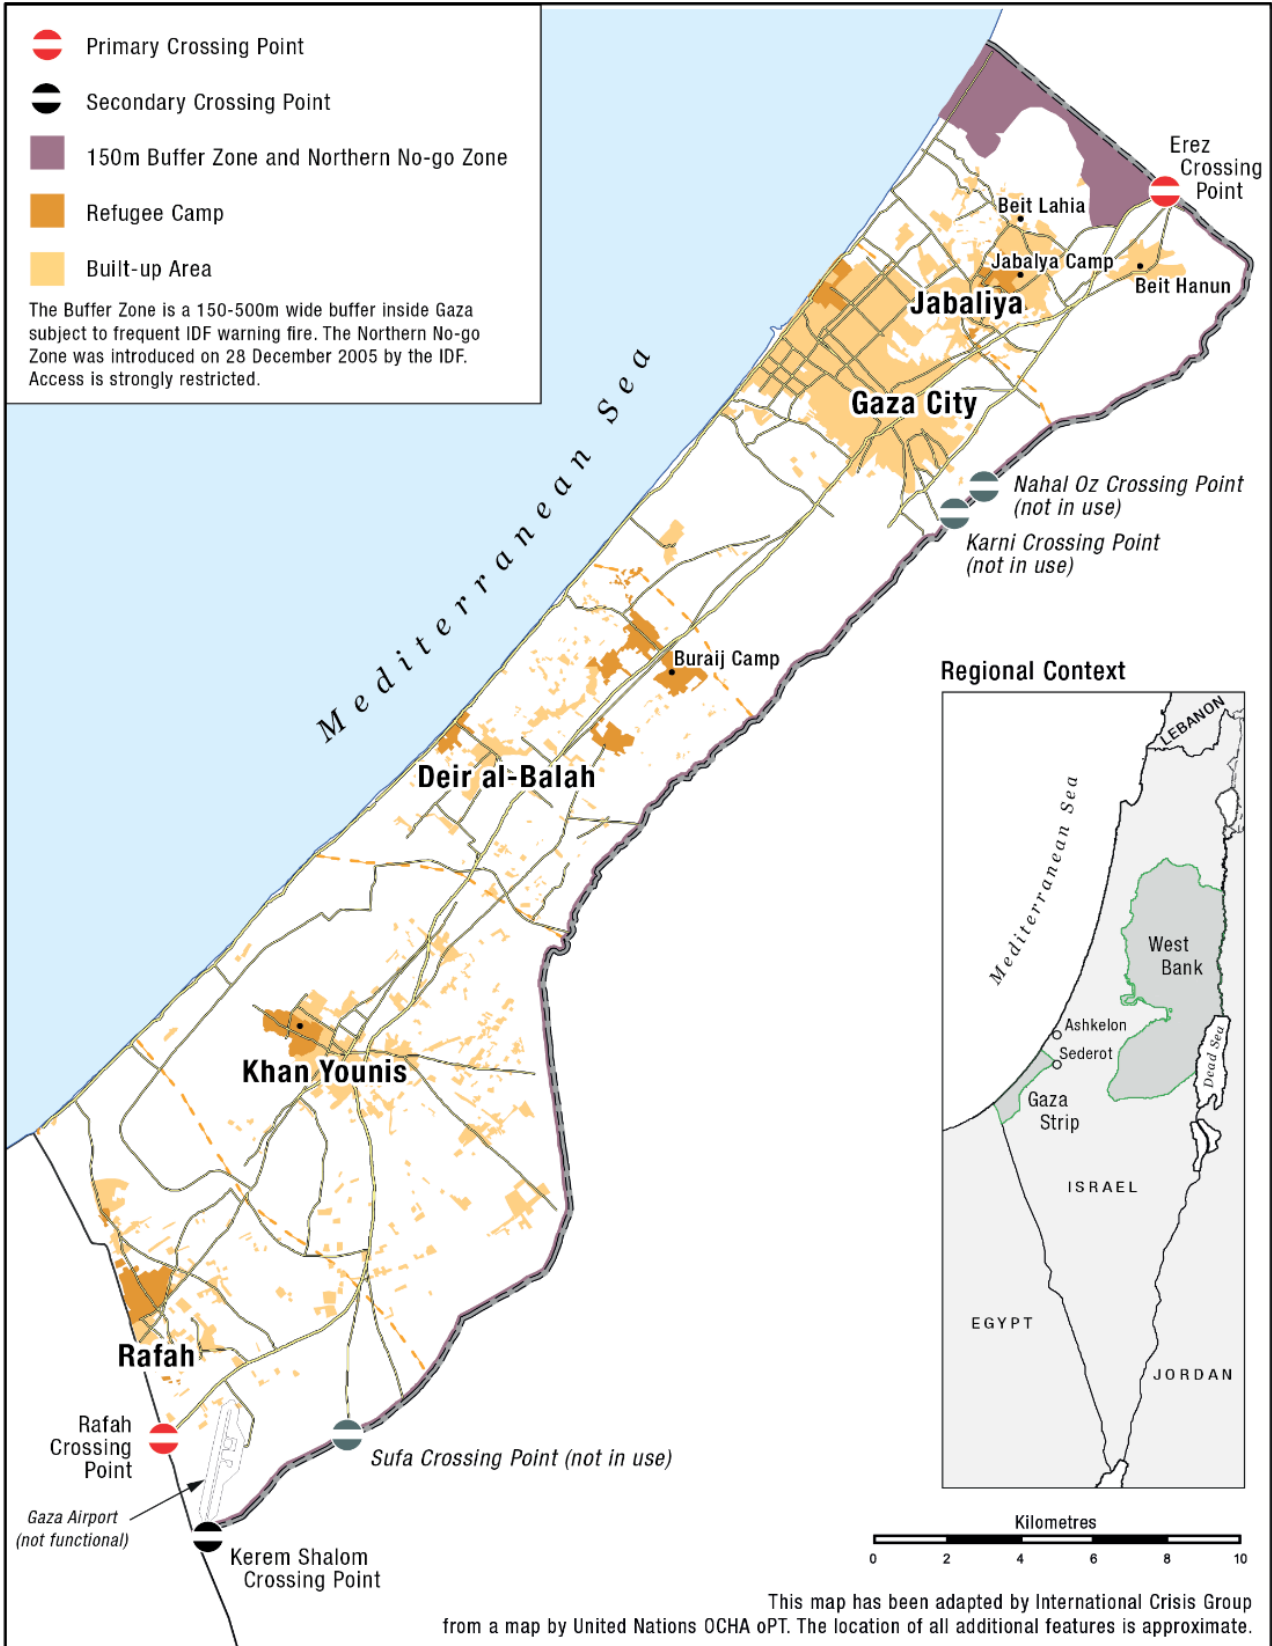 Primary Crossing Point
Secondary Crossing Point
150m Buffer Zone and Northern No-go Zone
Refugee Camp
Built-up Area
The Buffer Zone is a 150-500m wide buffer inside Gaza
subject to frequent IDF warning fire. The Northern No-go
Zone was introduced on 28 December 2005 by the IDF.
Access is strongly restricted.
Mediterranean Sea
Erez
Crossing
Point
Beit Lahia
Jabalya Camp
Beit Hanun
Jabaliya
Gaza City
Nahal Oz Crossing Point
(not in use)
Karni Crossing Point
(not in use)
Buraij Camp
Deir al-Balah
Khan Younis
Rafah
Rafah
Crossing
Point
Sufa Crossing Point (not in use)
Gaza Airport
(not functional)
Kerem Shalom
Crossing Point
Regional Context
LEBANON
Mediterranean Sea
West
Bank
Ashkelon
Sederot
Dead Sea
Gaza
Strip
ISRAEL
EGYPT
JORDAN
Kilometres
0 2 4 6 8 10
This map has been adapted by International Crisis Group
from a map by United Nations OCHA oPT. The location of all additional features is approximate.